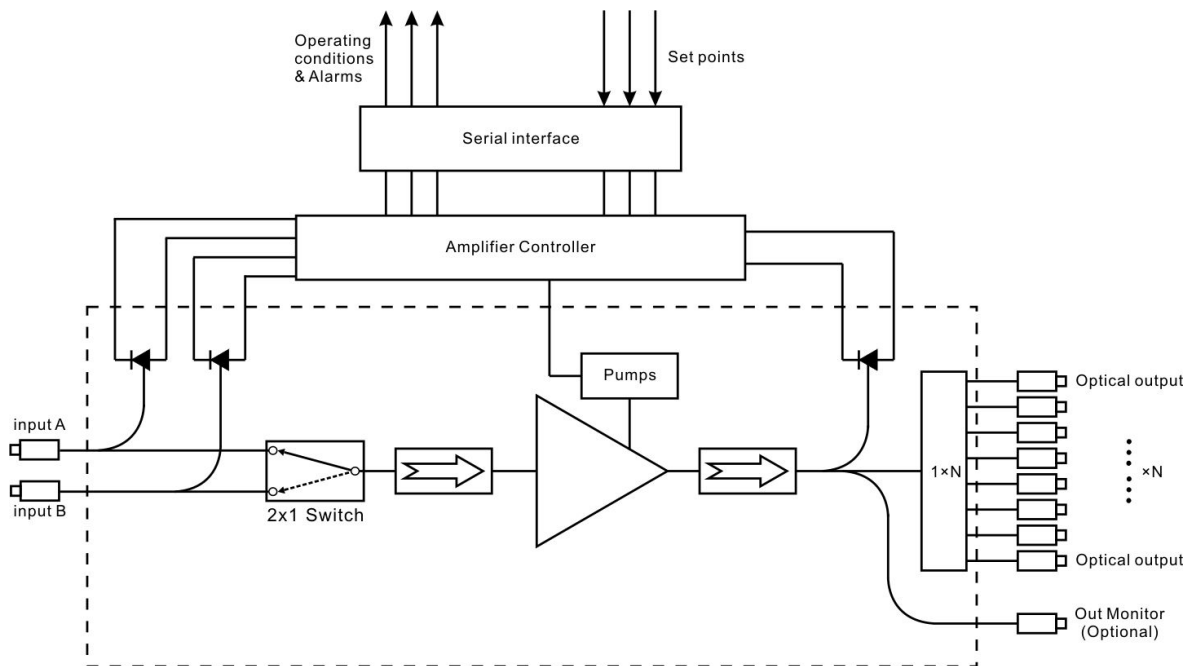 Operating
conditions
& Alarms
Set points
Serial interface
Amplifier Controller
Pumps
input A
input B
2x1 Switch
1×N
Optical output
×N
Optical output
Out Monitor
(Optional)